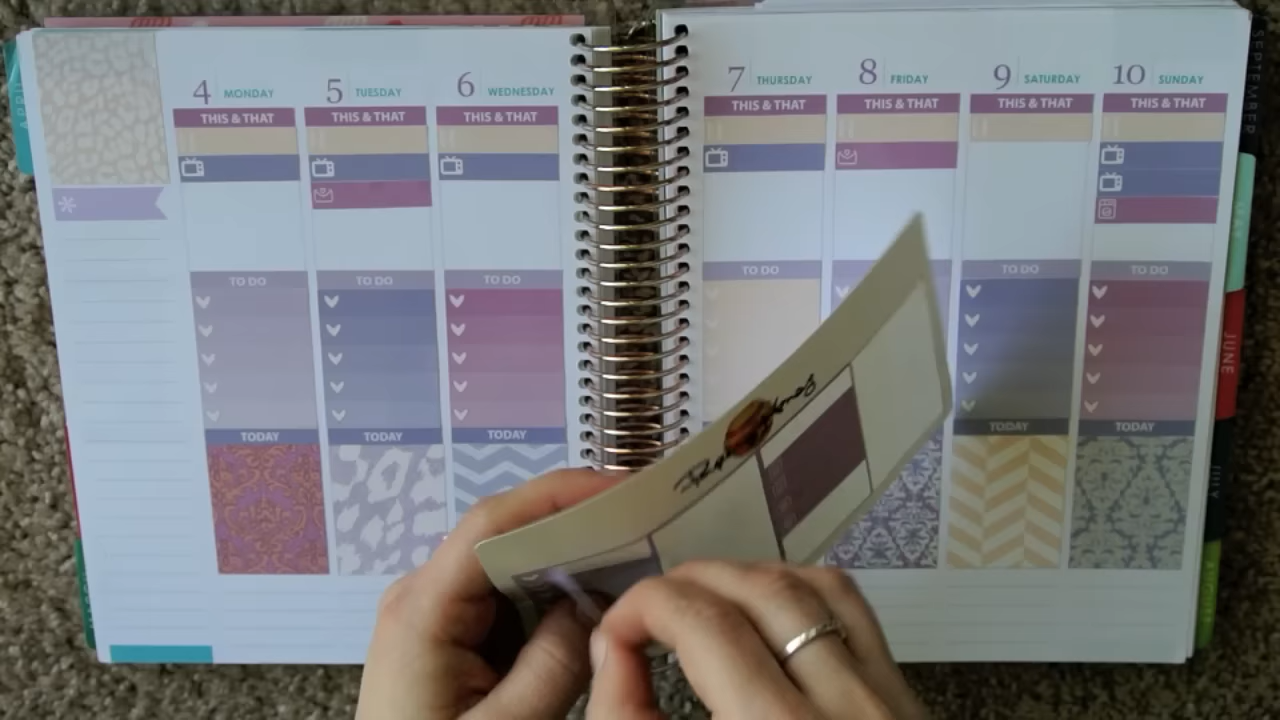 4 MONDAY
5 TUESDAY
6 WEDNESDAY
7 THURSDAY
8 FRIDAY
9 SATURDAY
10 SUNDAY
THIS & THAT
THIS & THAT
THIS & THAT
THIS & THAT
THIS & THAT
THIS & THAT
THIS & THAT
TO DO
TO DO
TO DO
TO DO
TO DO
TO DO
TODAY
TODAY
TODAY
TODAY
TODAY
APRIL
SEPTEMBER
MAY
JUNE
JULY